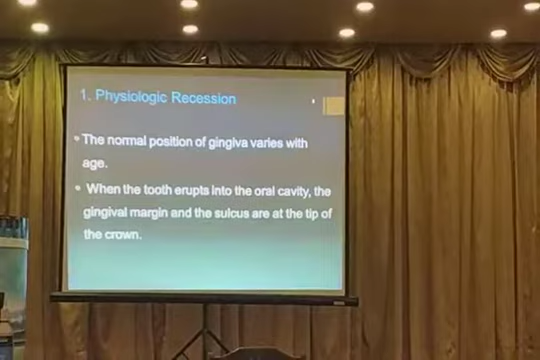 1. Physiologic Recession
• The normal position of gingiva varies with
age.
• When the tooth erupts into the oral cavity, the
gingival margin and the sulcus are at the tip of
the crown.